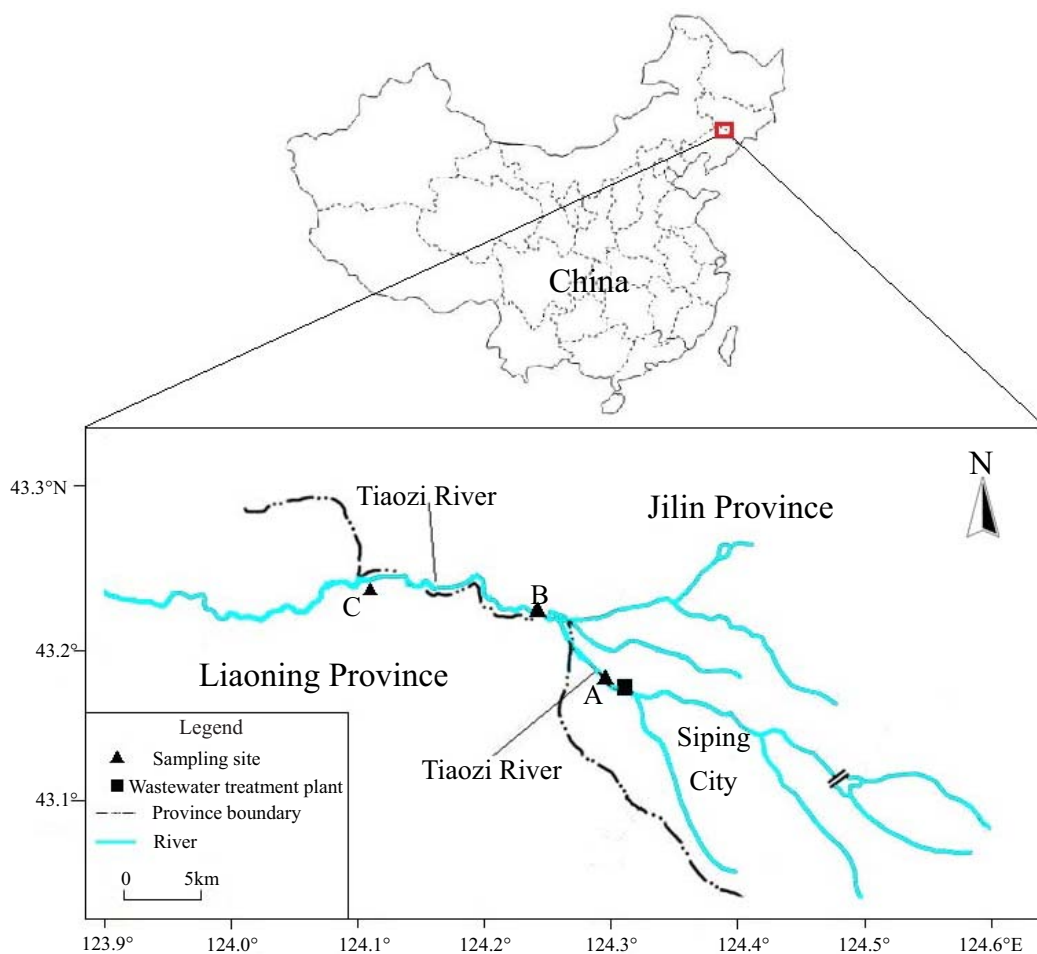 China
43.3°N
Tiaozi River
Jilin Province
N
B
C
43.2°
Liaoning Province
A
Legend
Sampling site
Wastewater treatment plant
Province boundary
River
0 5km
Tiaozi River
Siping
City
43.1°
123.9° 124.0° 124.1° 124.2° 124.3° 124.4° 124.5° 124.6°E